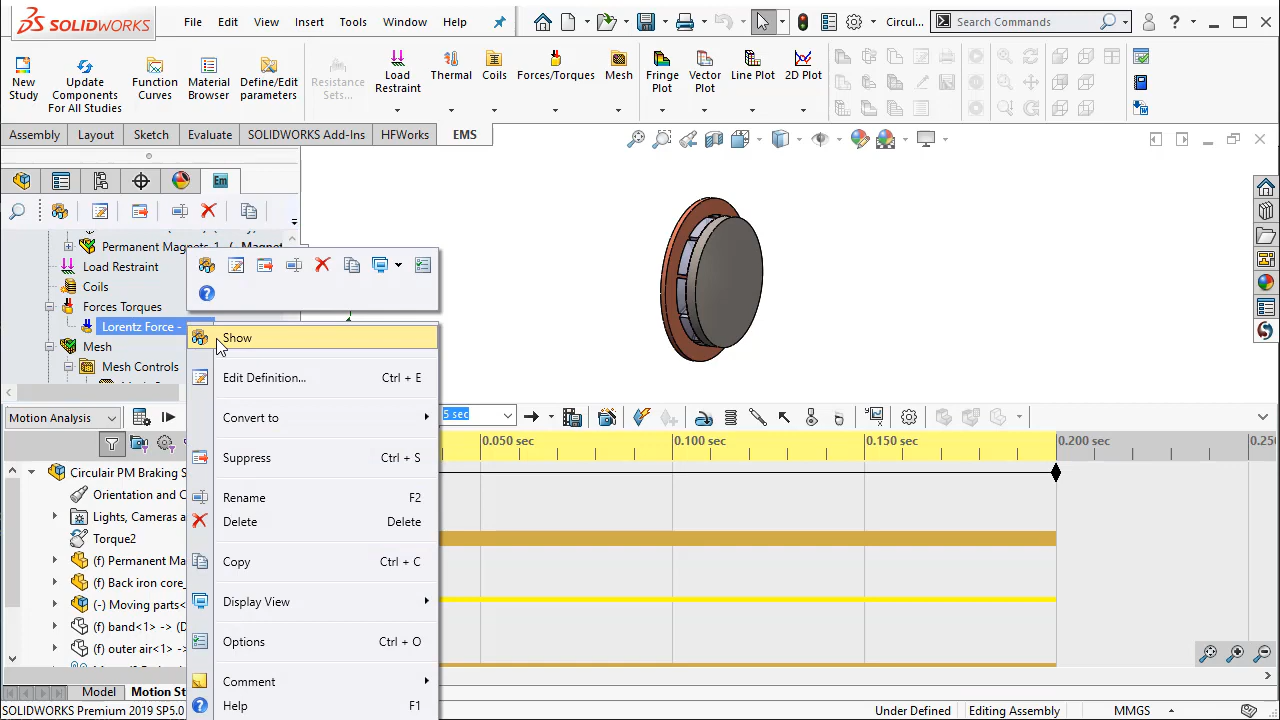 SOLIDWORKS
File Edit View Insert Tools Window Help
Circul...
Search Commands
New Study
Update Components For All Studies
Function Curves
Material Browser
Define/Edit parameters
Resistance Sets...
Load Restraint
Thermal
Coils
Forces/Torques
Mesh
Fringe Plot
Vector Plot
Line Plot
2D Plot
Assembly Layout Sketch Evaluate SOLIDWORKS Add-Ins HFWorks EMS
Em
Permanent Magnets
Load Restraint
Coils
Forces Torques
Lorentz Force -
Mesh
Mesh Controls
Show
Edit Definition... Ctrl + E
Convert to
Suppress Ctrl + S
Rename F2
Delete Delete
Copy Ctrl + C
Display View
Options Ctrl + O
Comment
Help F1
Motion Analysis
5 sec
0.050 sec 0.100 sec 0.150 sec 0.200 sec 0.25
Circulair PM Braking S
Orientation and C
Lights, Cameras a
Torque2
(f) Permanent Ma
(f) Back iron core_
(-) Moving parts<
(f) band<1> -> (D
(f) outer air<1> ->
Model Motion St
SOLIDWORKS Premium 2019 SP5.0
Under Defined Editing Assembly MMGS